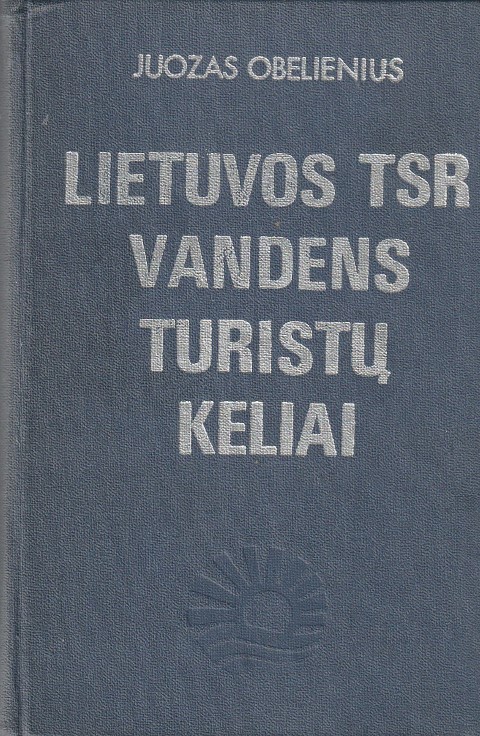 JUOZAS OBELIENIUS
LIETUVOS TSR
VANDENS
TURISTŲ
KELIAI